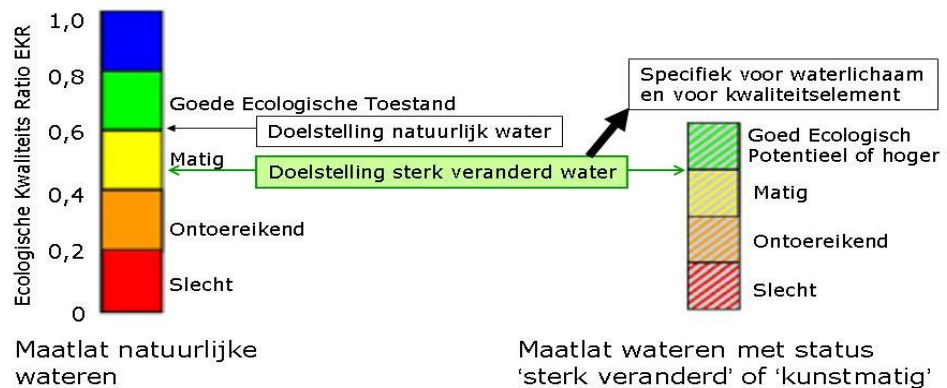 Ecologische Kwaliteits Ratio EKR
1,0
0,8
0,6
0,4
0,2
0
Goede Ecologische Toestand
Matig
Ontoereikend
Slecht
Doelstelling natuurlijk water
Doelstelling sterk veranderd water
Specifiek voor waterlichaam
en voor kwaliteitselement
Goed Ecologisch
Potentieel of hoger
Matig
Ontoereikend
Slecht
Maatlat natuurlijke
wateren
Maatlat wateren met status
‘sterk veranderd’ of ‘kunstmatig’